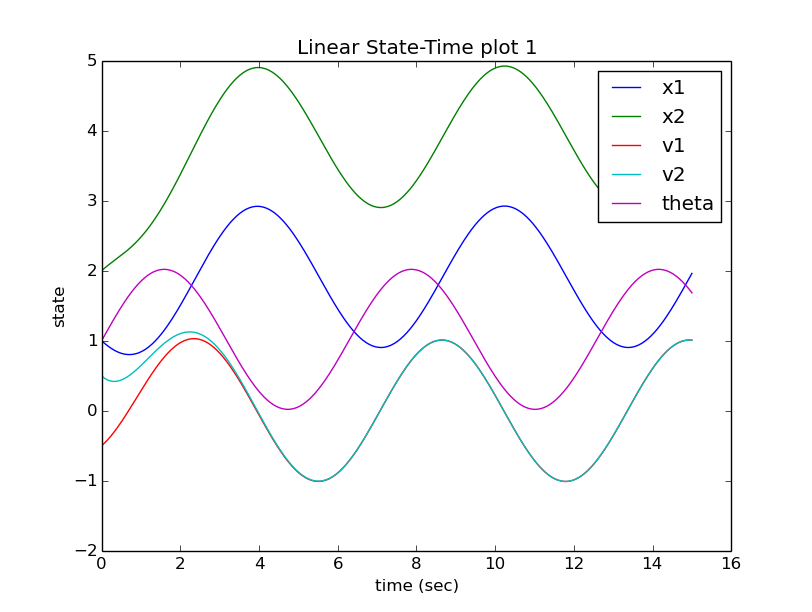 Linear State-Time plot 1
5
4
3
2
1
0
−1
−2
state
x1
x2
v1
v2
theta
0 2 4 6 8 10 12 14 16
time (sec)